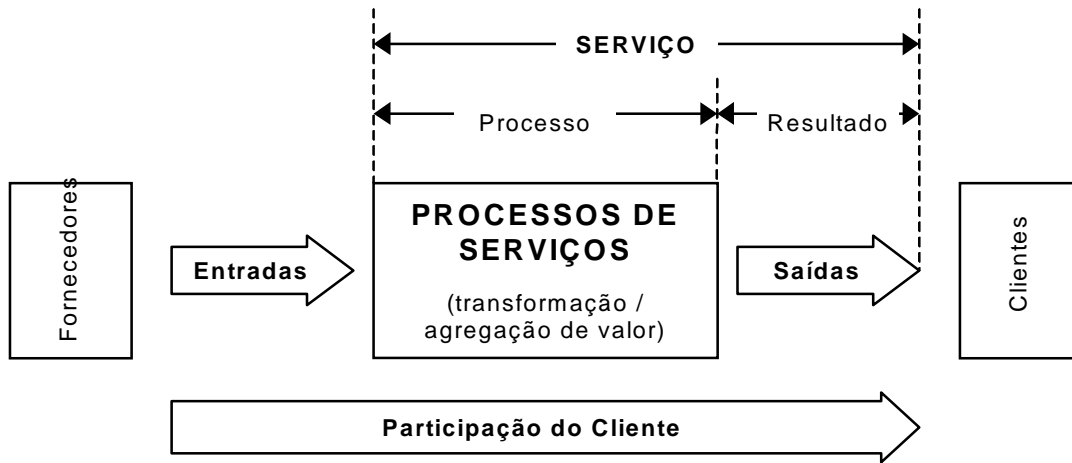 SERVIÇO
Processo
Resultado
Fornecedores
Entradas
PROCESSOS DE
SERVIÇOS
(transformação /
agregação de valor)
Saídas
Clientes
Participação do Cliente